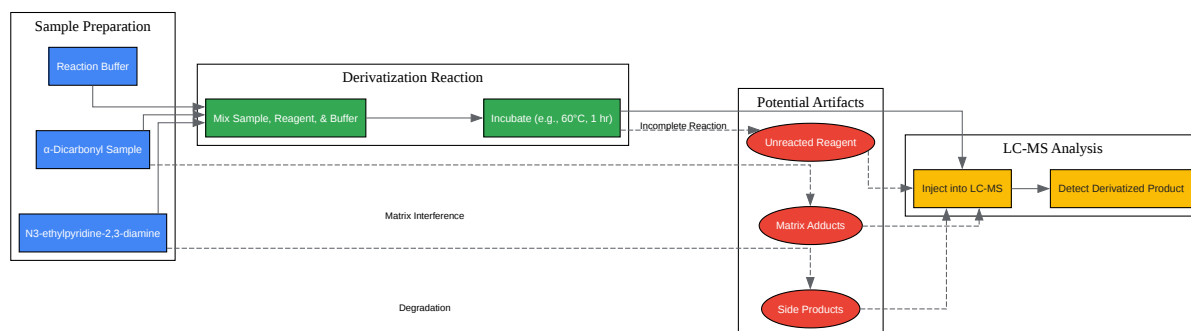 Sample Preparation
Reaction Buffer
α-Dicarbonyl Sample
N3-ethylpyridine-2,3-diamine
Derivatization Reaction
Mix Sample, Reagent, & Buffer
Incubate (e.g., 60°C, 1 hr)
Incomplete Reaction
Matrix Interference
Degradation
Potential Artifacts
Unreacted Reagent
Matrix Adducts
Side Products
LC-MS Analysis
Inject into LC-MS
Detect Derivatized Product